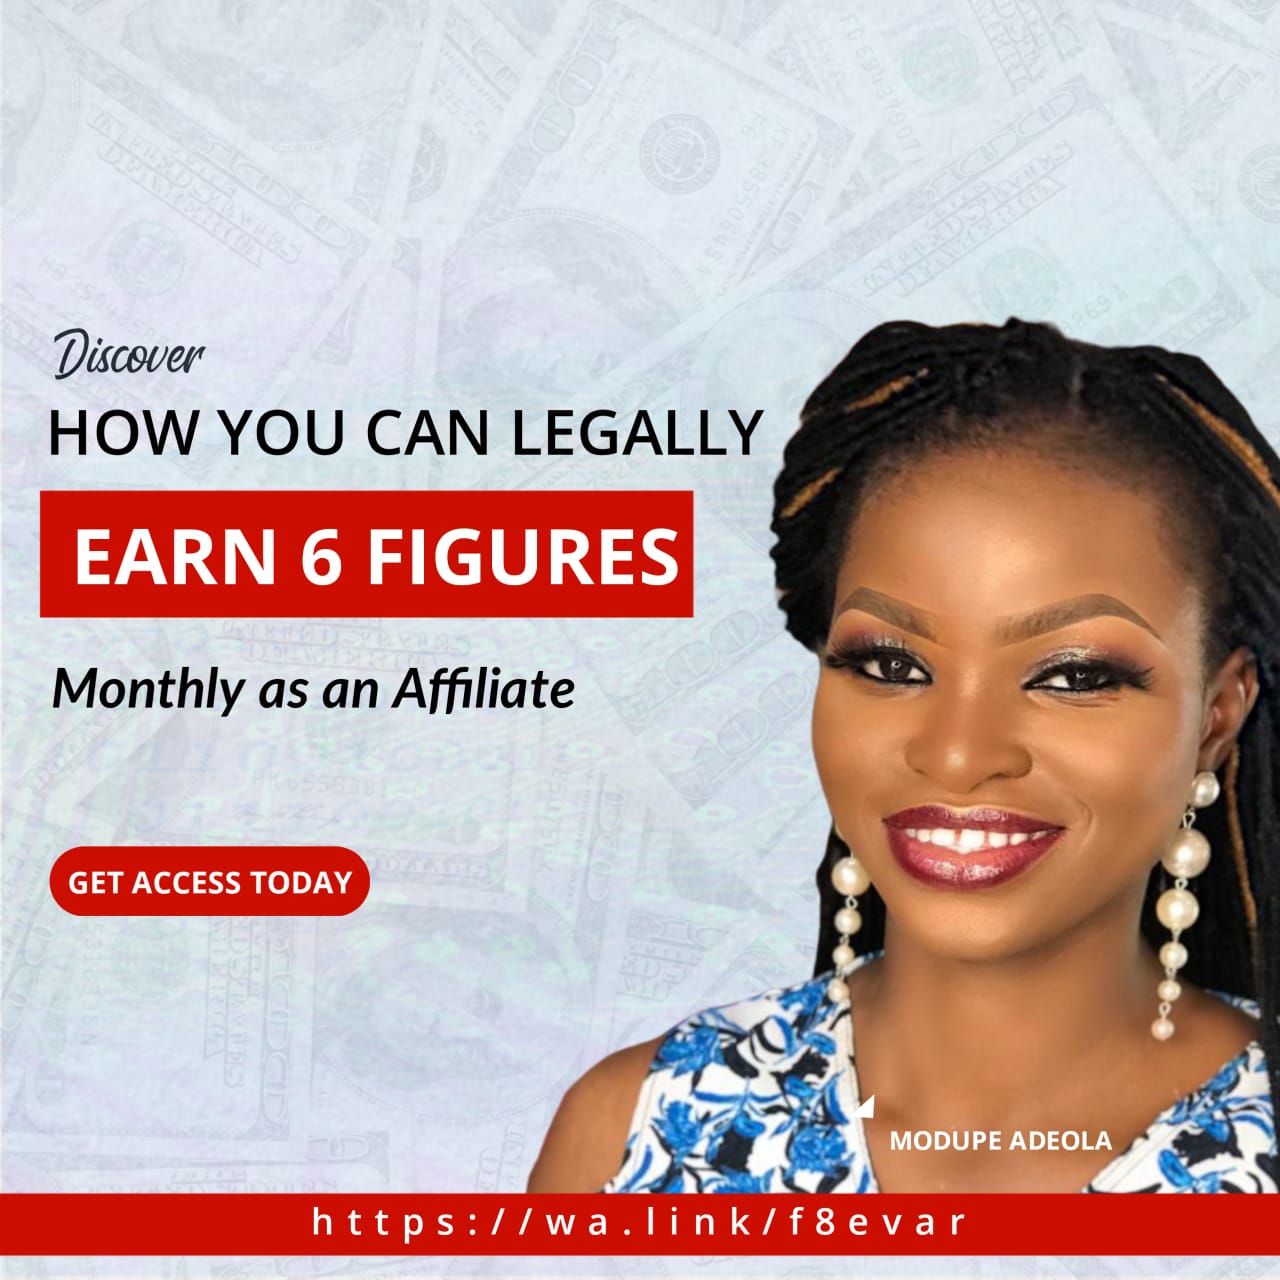 Discover
HOW YOU CAN LEGALLY
EARN 6 FIGURES
Monthly as an Affiliate
GET ACCESS TODAY
MODUPE ADEOLA
https://wa.link/f8evar